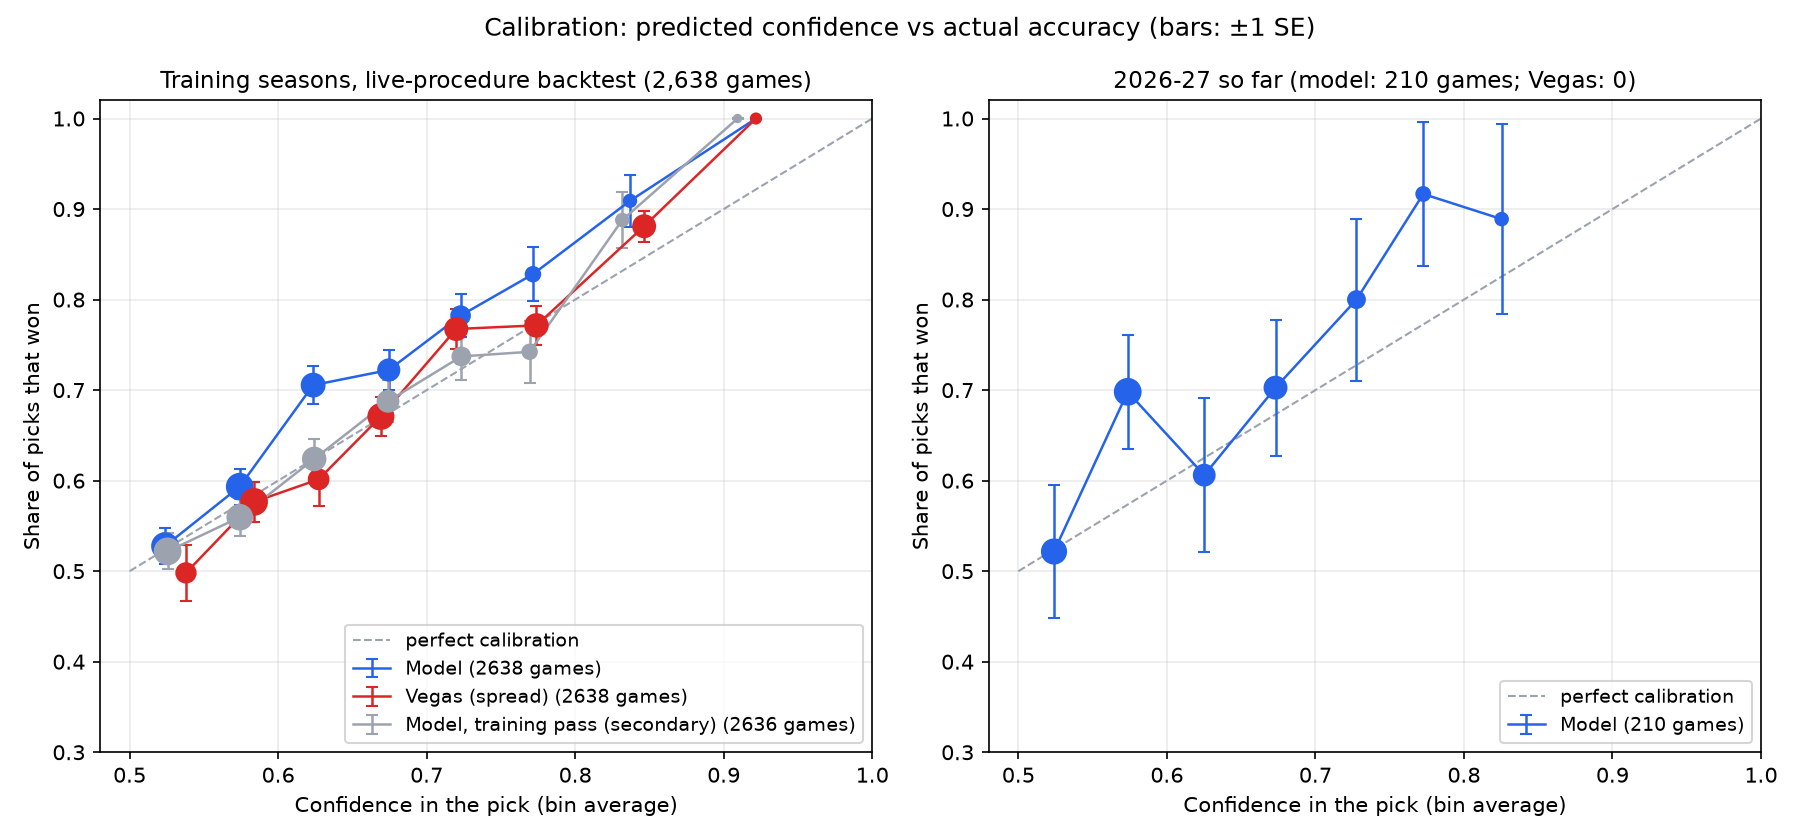 Calibration: predicted confidence vs actual accuracy (bars: ±1 SE)
Training seasons, live-procedure backtest (2,638 games)
1.0
0.9
0.8
0.7
0.6
0.5
0.4
0.3
Share of picks that won
0.5
0.6
0.7
0.8
0.9
1.0
Confidence in the pick (bin average)
perfect calibration
Model (2638 games)
Vegas (spread) (2638 games)
Model, training pass (secondary) (2636 games)
2026-27 so far (model: 210 games; Vegas: 0)
1.0
0.9
0.8
0.7
0.6
0.5
0.4
0.3
Share of picks that won
0.5
0.6
0.7
0.8
0.9
1.0
Confidence in the pick (bin average)
perfect calibration
Model (210 games)